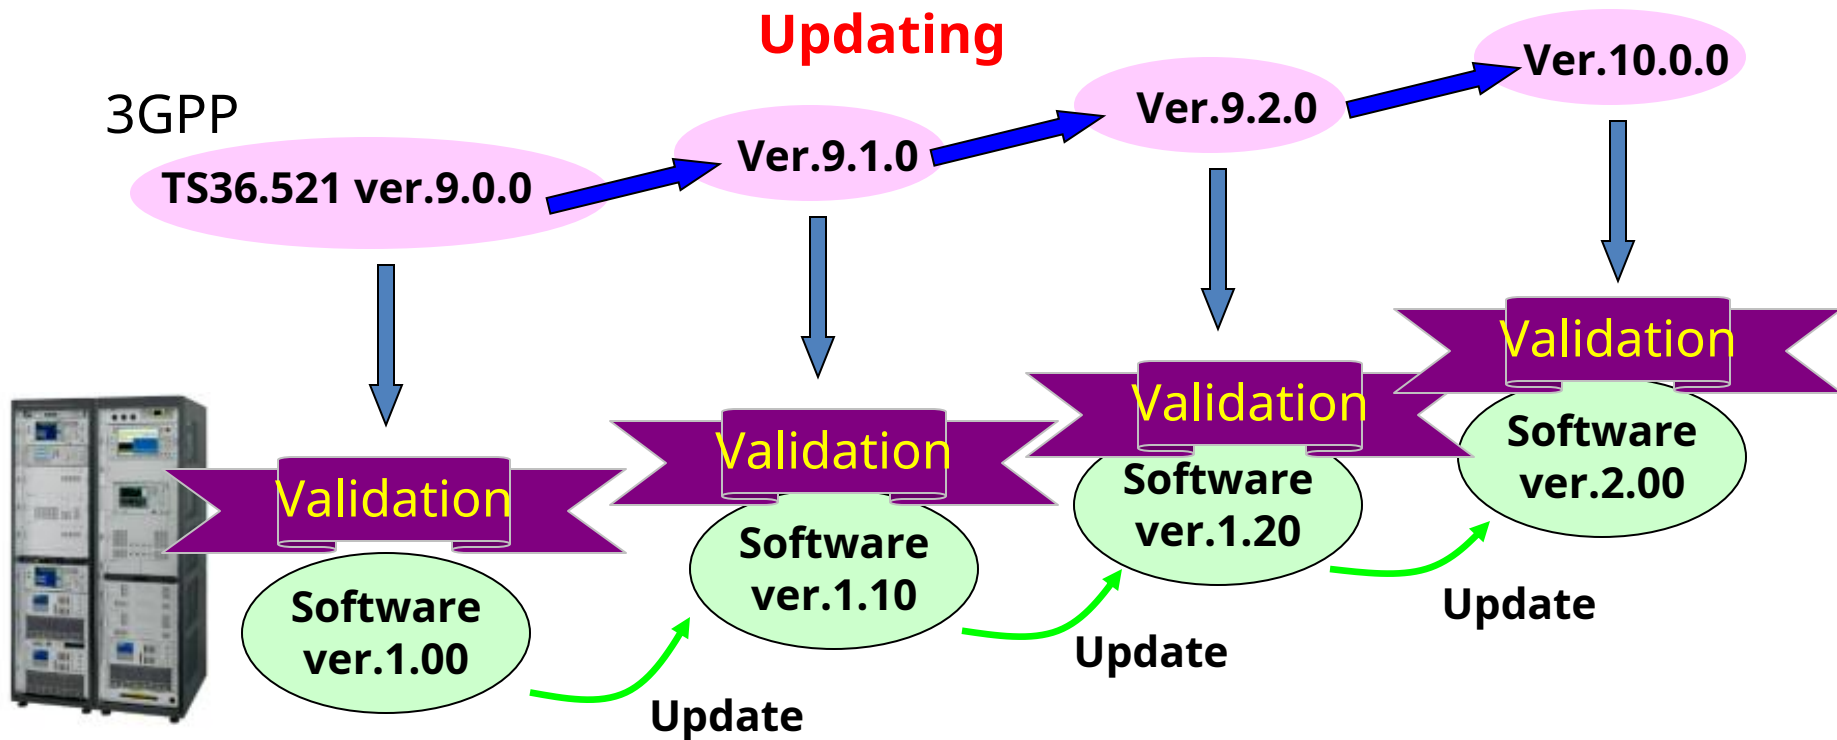 Updating
3GPP
TS36.521 ver.9.0.0
Ver.9.1.0
Ver.9.2.0
Ver.10.0.0
Validation
Validation
Validation
Validation
Software
ver.1.00
Software
ver.1.10
Software
ver.1.20
Software
ver.2.00
Update
Update
Update